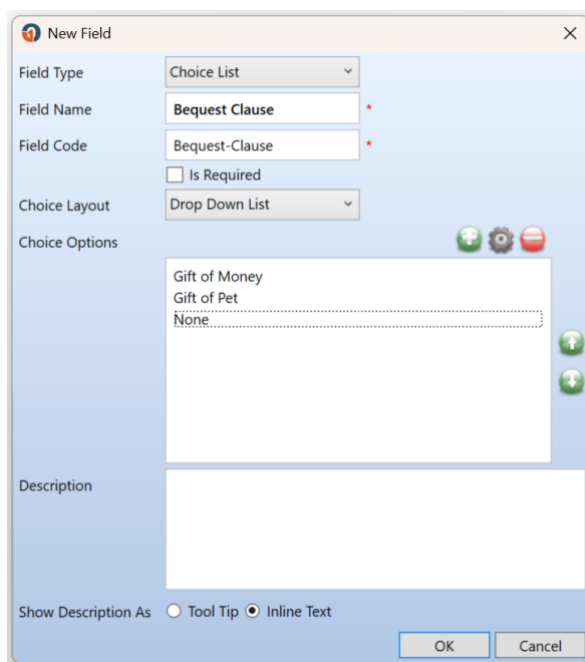 New Field
Field Type Choice List
Field Name Bequest Clause *
Field Code Bequest-Clause *
Is Required
Choice Layout Drop Down List
Choice Options
Gift of Money
Gift of Pet
None
Description
Show Description As Tool Tip Inline Text
OK Cancel